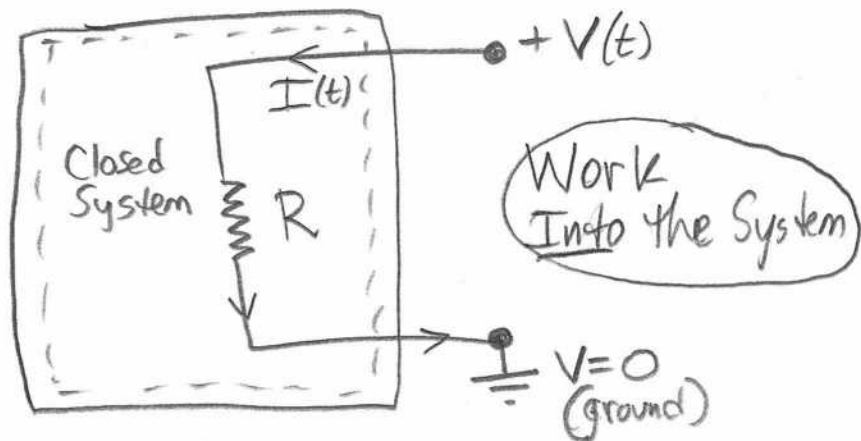 + V(t)
I(t)
Closed
System
R
Work
Into the System
V=0
(ground)